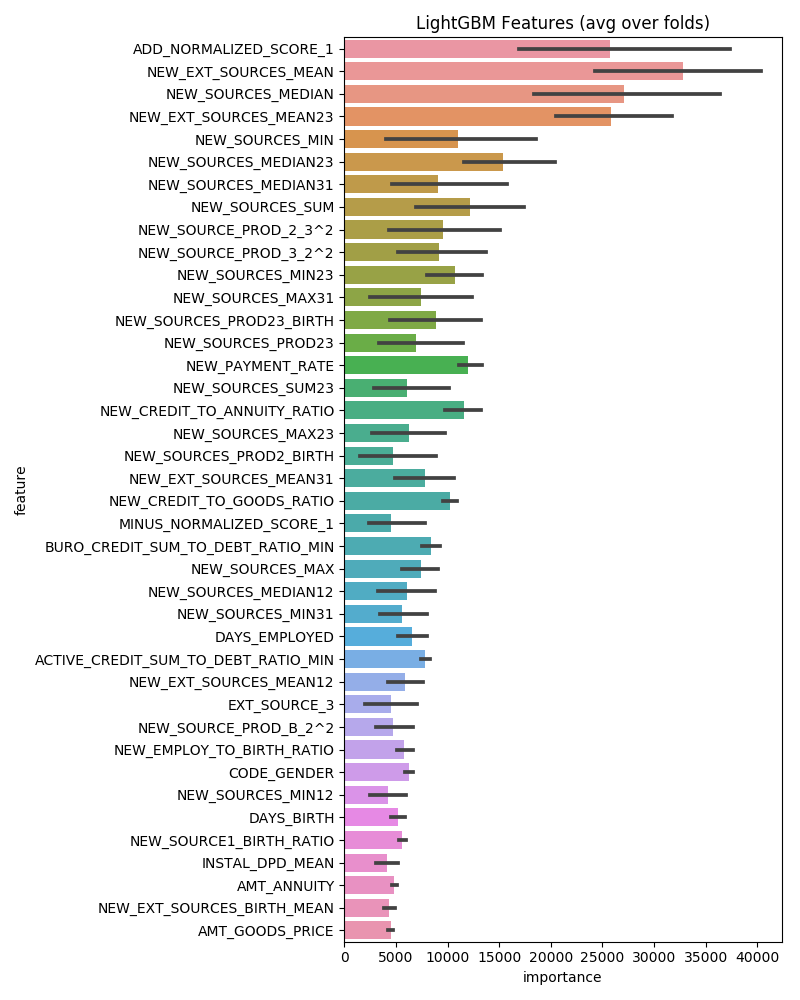 LightGBM Features (avg over folds)
ADD_NORMALIZED_SCORE_1
NEW_EXT_SOURCES_MEAN
NEW_SOURCES_MEDIAN
NEW_EXT_SOURCES_MEAN23
NEW_SOURCES_MIN
NEW_SOURCES_MEDIAN23
NEW_SOURCES_MEDIAN31
NEW_SOURCES_SUM
NEW_SOURCE_PROD_2_3^2
NEW_SOURCE_PROD_3_2^2
NEW_SOURCES_MIN23
NEW_SOURCES_MAX31
NEW_SOURCES_PROD23_BIRTH
NEW_SOURCES_PROD23
NEW_PAYMENT_RATE
NEW_SOURCES_SUM23
NEW_CREDIT_TO_ANNUITY_RATIO
NEW_SOURCES_MAX23
NEW_SOURCES_PROD2_BIRTH
NEW_EXT_SOURCES_MEAN31
NEW_CREDIT_TO_GOODS_RATIO
MINUS_NORMALIZED_SCORE_1
BURO_CREDIT_SUM_TO_DEBT_RATIO_MIN
NEW_SOURCES_MAX
NEW_SOURCES_MEDIAN12
NEW_SOURCES_MIN31
DAYS_EMPLOYED
ACTIVE_CREDIT_SUM_TO_DEBT_RATIO_MIN
NEW_EXT_SOURCES_MEAN12
EXT_SOURCE_3
NEW_SOURCE_PROD_B_2^2
NEW_EMPLOY_TO_BIRTH_RATIO
CODE_GENDER
NEW_SOURCES_MIN12
DAYS_BIRTH
NEW_SOURCE1_BIRTH_RATIO
INSTAL_DPD_MEAN
AMT_ANNUITY
NEW_EXT_SOURCES_BIRTH_MEAN
AMT_GOODS_PRICE
feature
0 5000 10000 15000 20000 25000 30000 35000 40000
importance